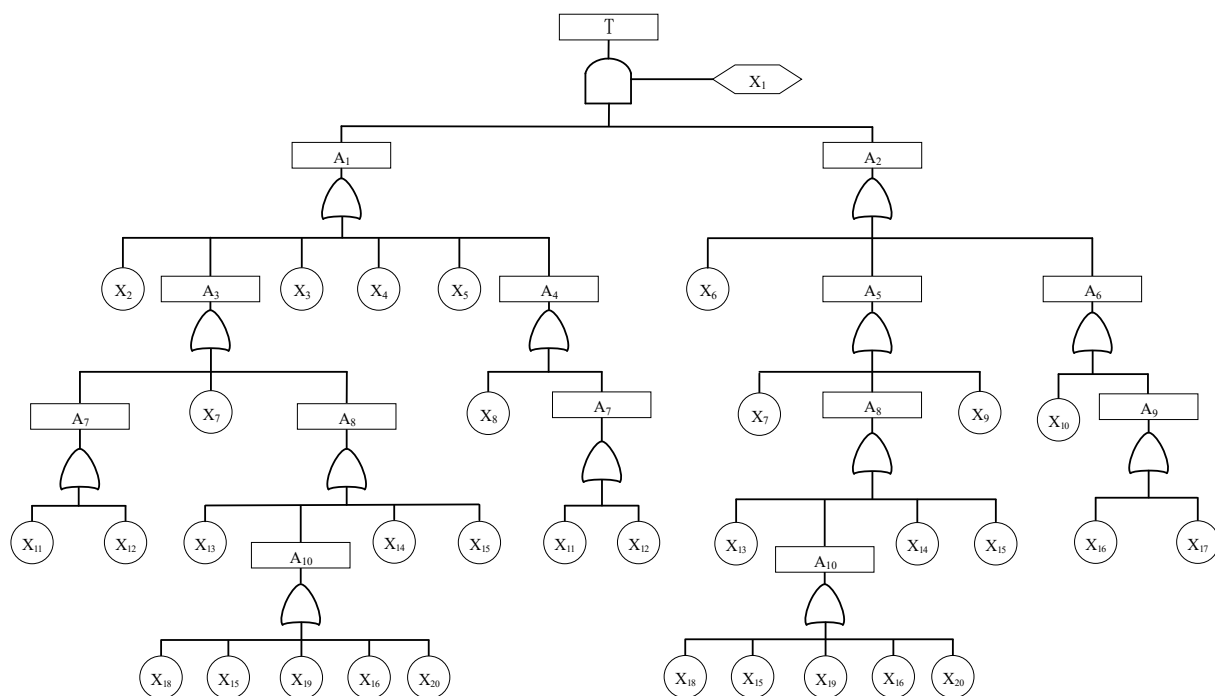 T
X₁
A₁ A₂
X₂ A₃ X₃ X₄ X₅ A₄ X₆ A₅ A₆
A₇ X₇ A₈ X₈ A₇ X₇ A₈ X₉ X₁₀ A₉
X₁₁ X₁₂ X₁₃ X₁₄ X₁₅ X₁₁ X₁₂ X₁₃ X₁₄ X₁₅ X₁₆ X₁₇
A₁₀ A₁₀
X₁₈ X₁₅ X₁₉ X₁₆ X₂₀ X₁₈ X₁₅ X₁₉ X₁₆ X₂₀